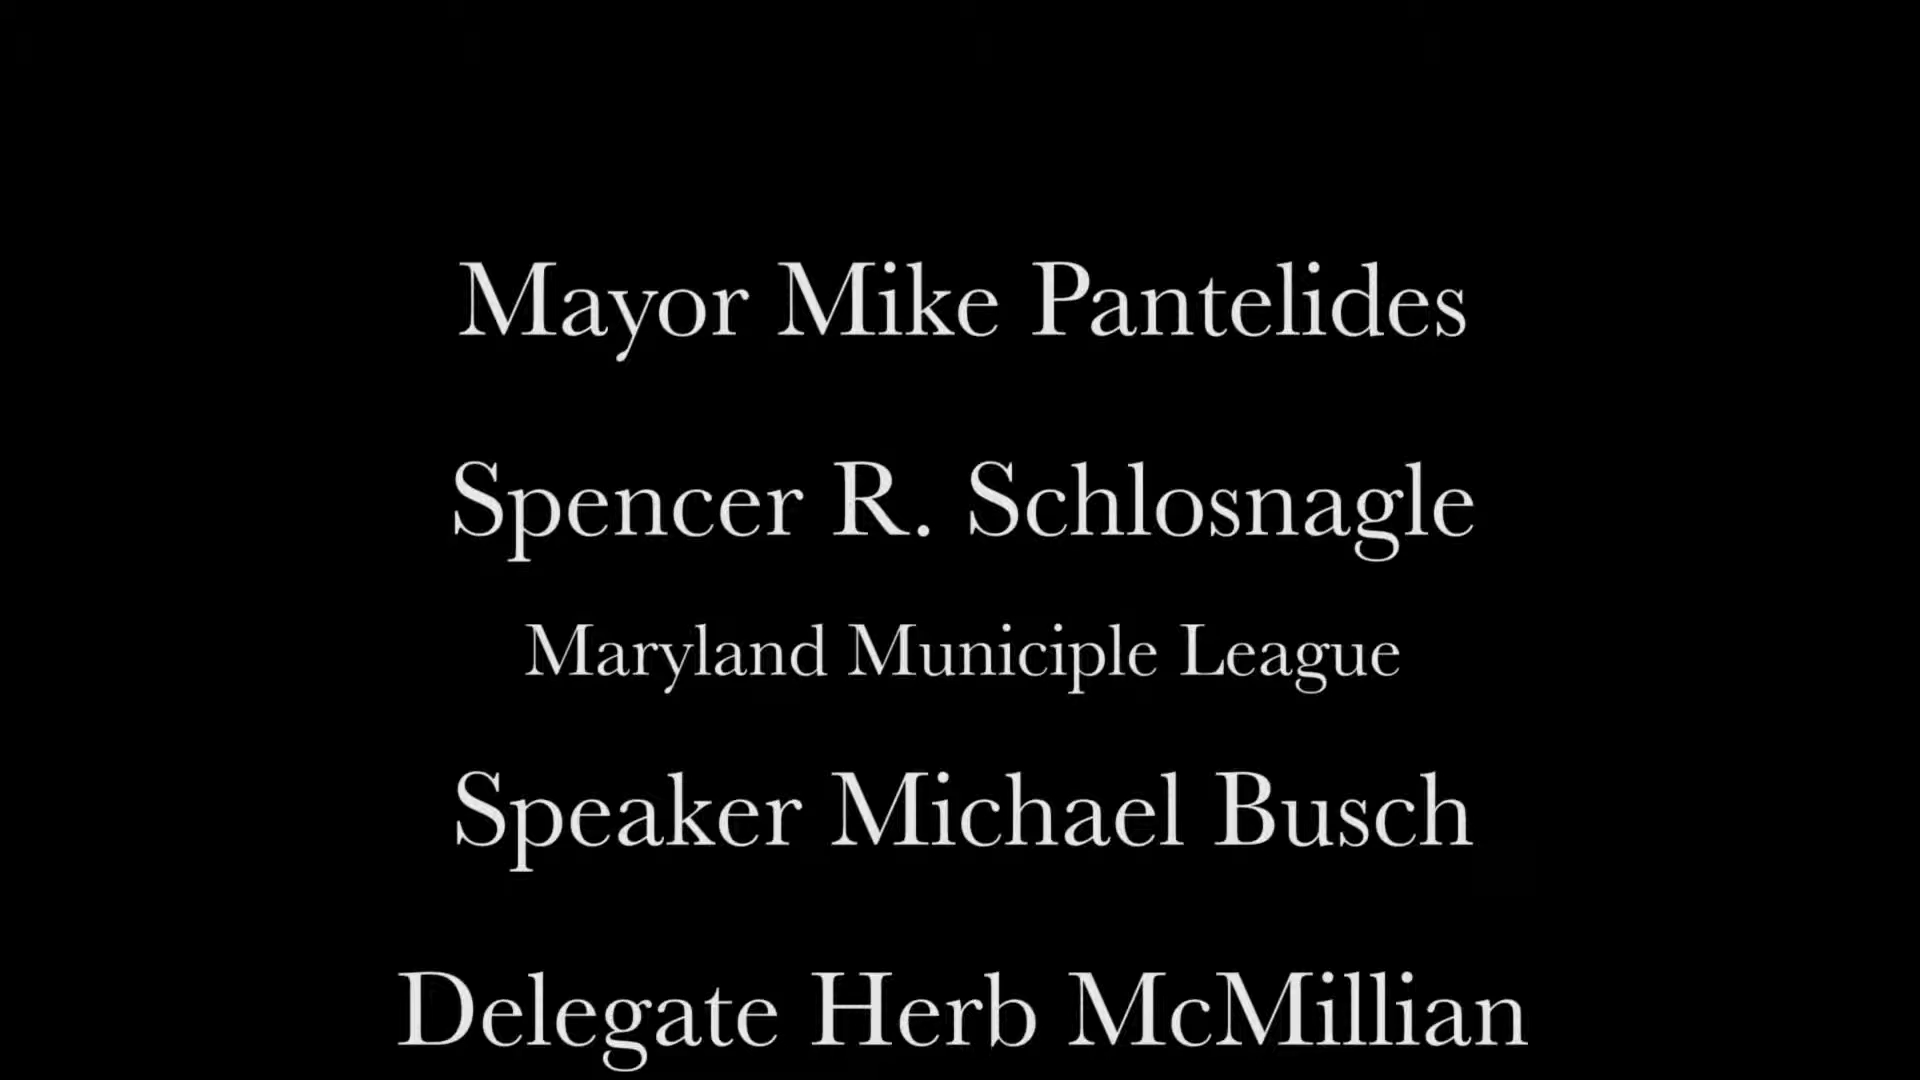 Mayor Mike Pantelides
Spencer R. Schlosnagle
Maryland Municiple League
Speaker Michael Busch
Delegate Herb McMillian